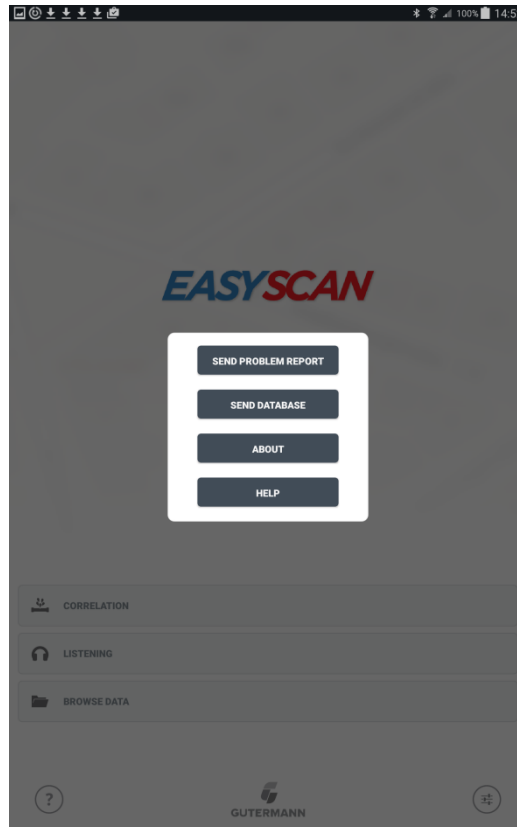 100% 14:5
EASYSCAN
SEND PROBLEM REPORT
SEND DATABASE
ABOUT
HELP
CORRELATION
LISTENING
BROWSE DATA
?
GUTERMANN